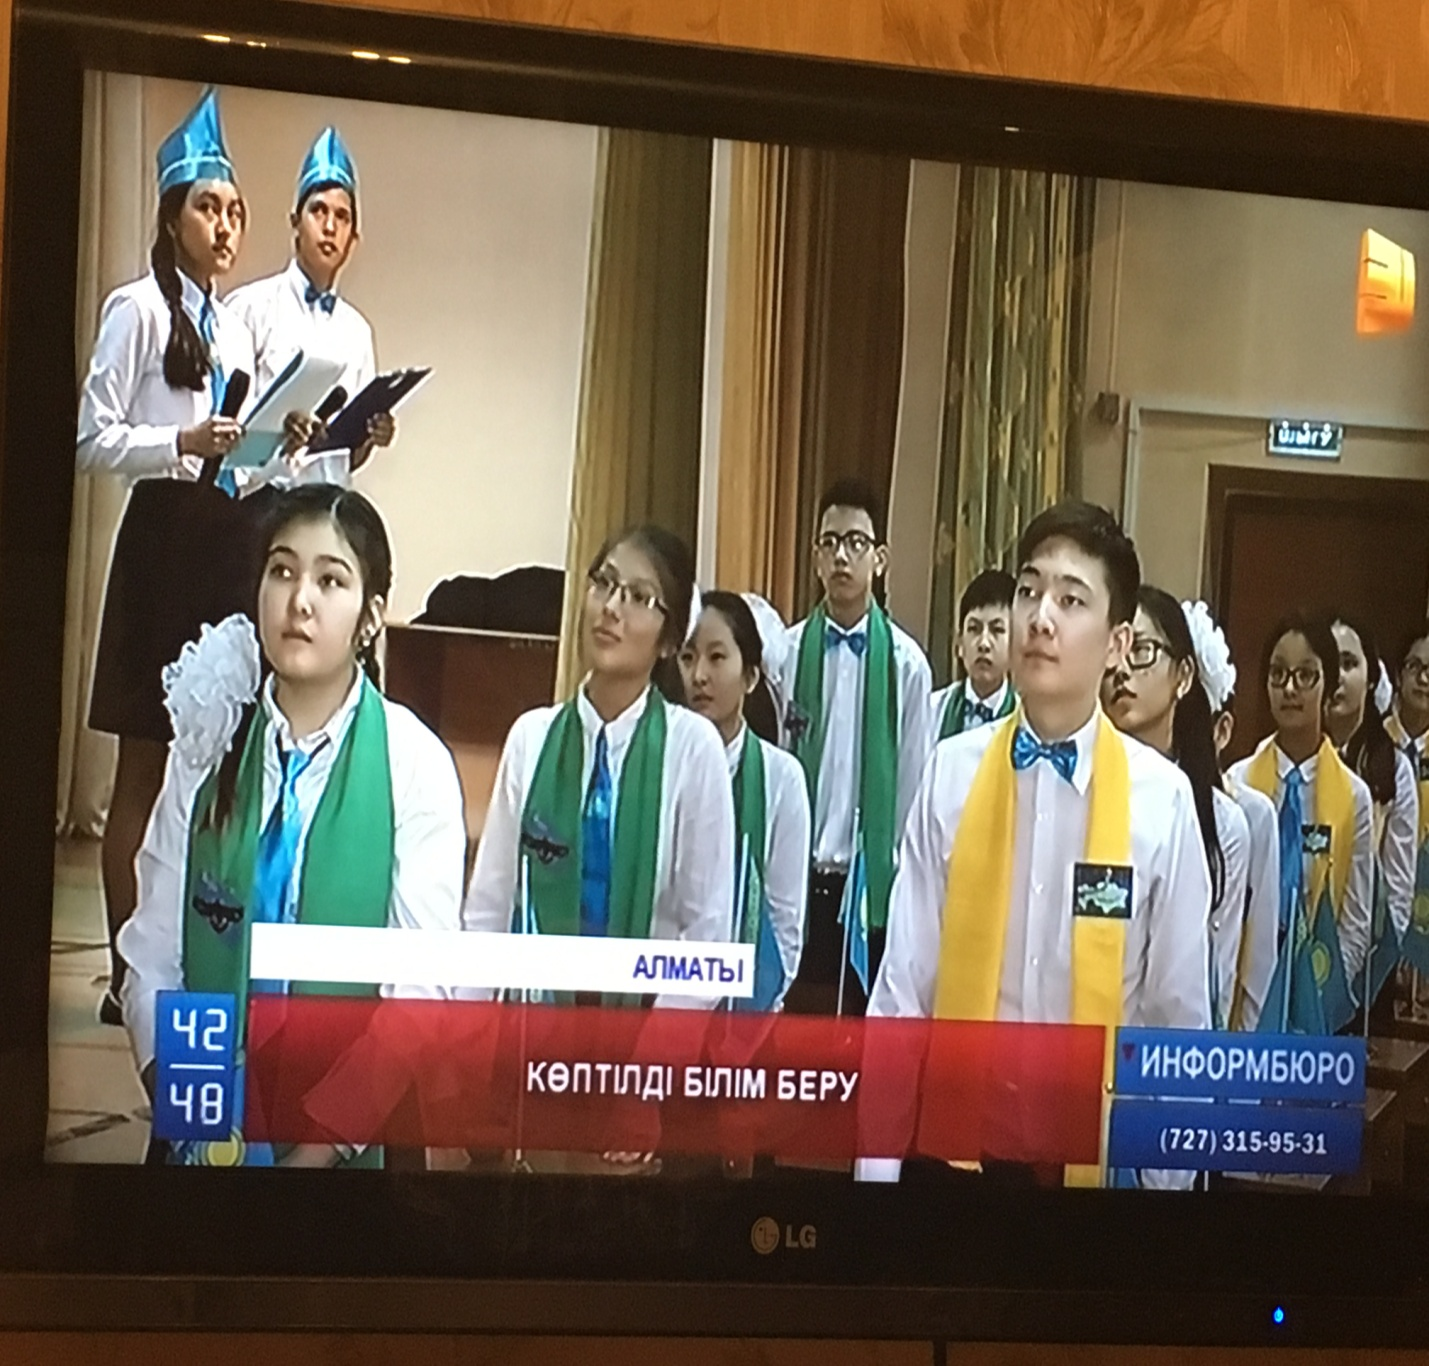 АЛМАТЫ
42
48
КӨПТІЛДІ БІЛІМ БЕРУ
ИНФОРМБЮРО
(727) 315-95-31
LG